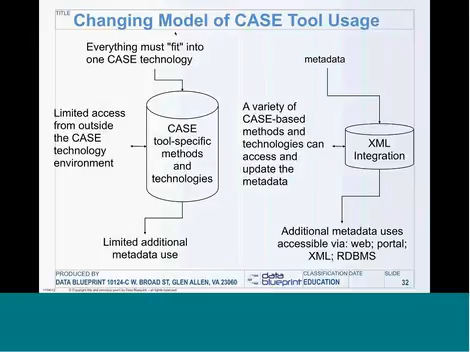 TITLE
Changing Model of CASE Tool Usage
Everything must "fit" into
one CASE technology
Limited access
from outside
the CASE
technology
environment
CASE
tool-specific
methods
and
technologies
Limited additional
metadata use
metadata
A variety of
CASE-based
methods and
technologies can
access and
update the
metadata
XML
Integration
Additional metadata uses
accessible via: web; portal;
XML; RDBMS
PRODUCED BY
DATA BLUEPRINT 10124-C W. BROAD ST, GLEN ALLEN, VA 23060
data
blueprint
CLASSIFICATION DATE
EDUCATION
SLIDE
32